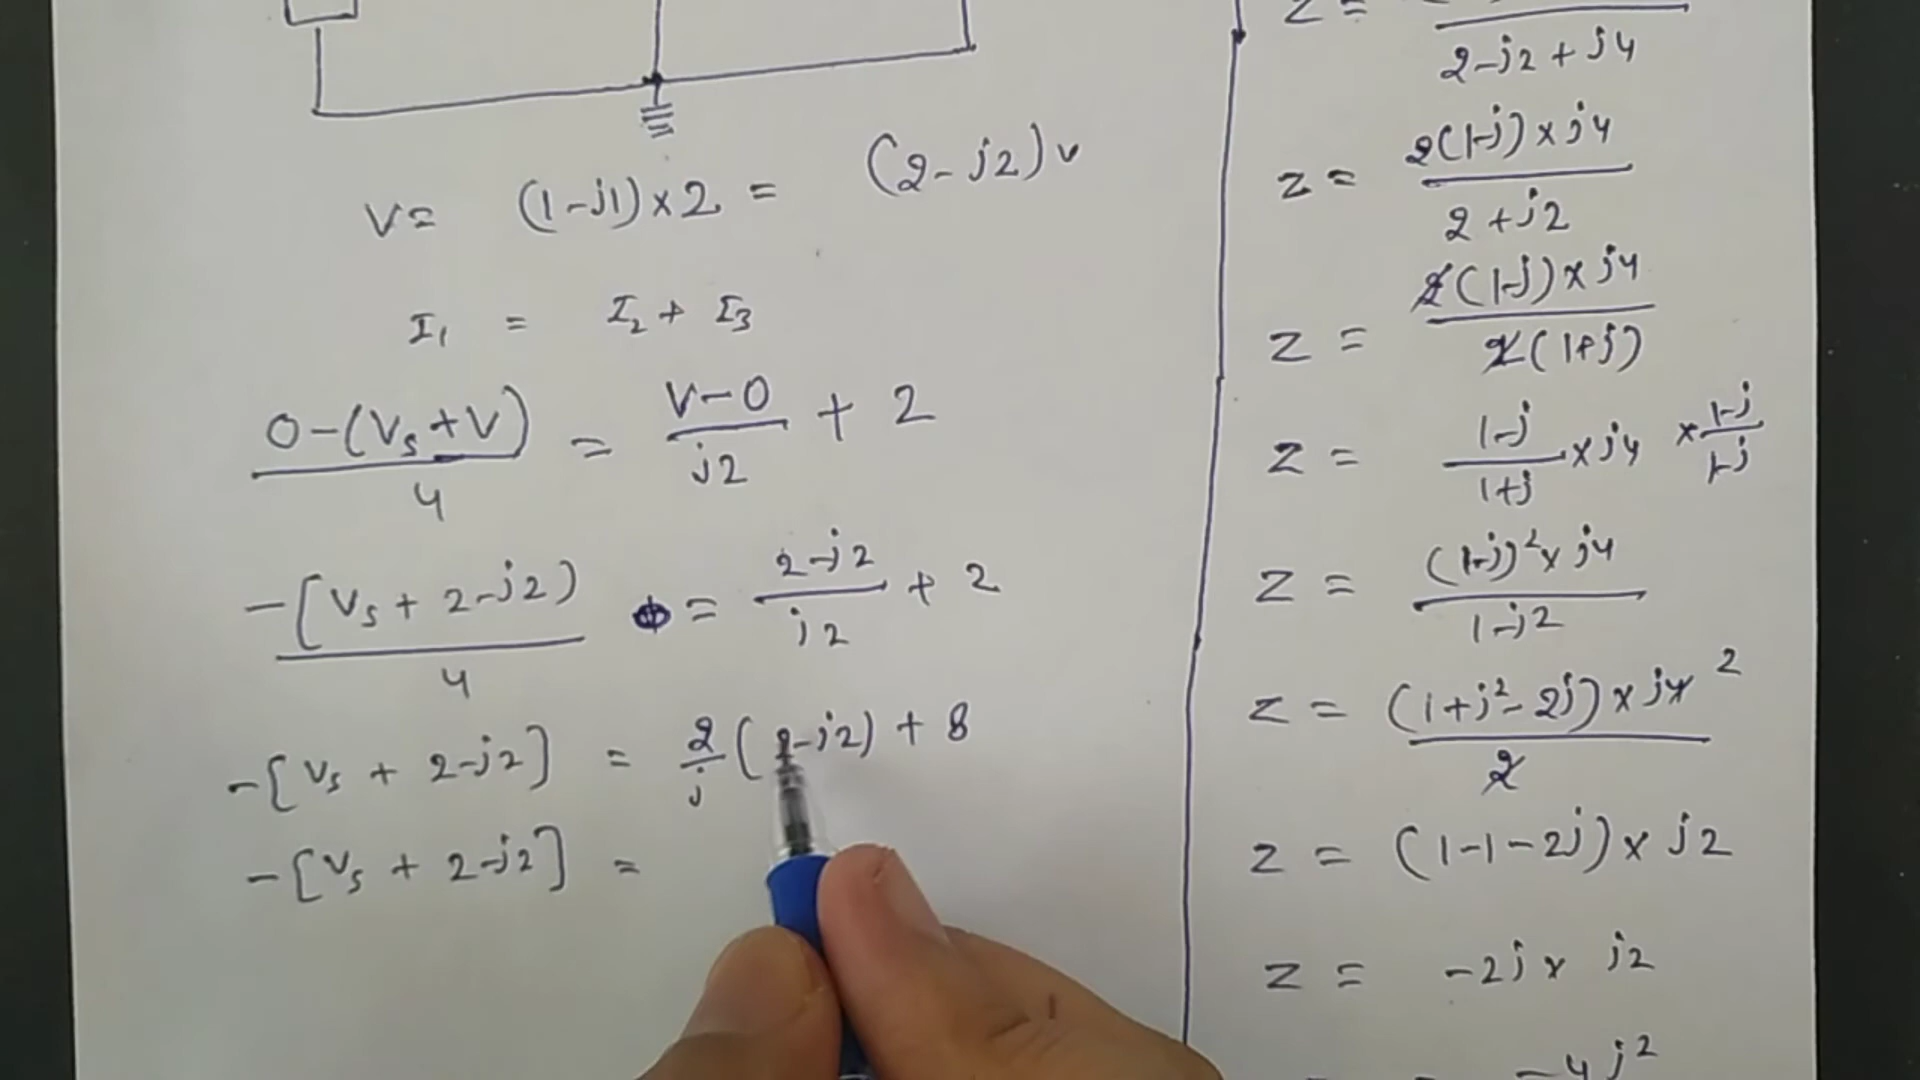 V = (1-j1)×2 = (2-j2)v
I₁ = I₂ + I₃
0-(Vs+V)/4 = V-0/j2 + 2
-[Vs + 2-j2)/4 = 2-j2/j2 + 2
-[Vs + 2-j2] = 2/j (2-j2) + 8
-[Vs + 2-j2] =
2-j2 + j4
z = 2(1-j)×j4/2+j2
z = 2(1-j)×j4/2(1+j)
z = 1-j/1+j ×j4 × 1-j/1-j
z = (1-j)²× j4/1-j2
z = (1+j²-2j)× j4 2/2
z = (1-1-2j)× j2
z = -2j × j2
-4j²